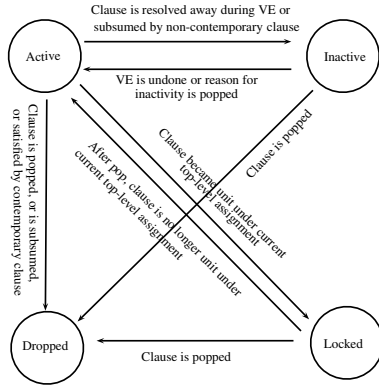 Clause is resolved away during VE or
subsumed by non-contemporary clause
Active
Inactive
VE is undone or reason for
inactivity is popped
Clause is popped, or is subsumed,
or satisfied by contemporary clause
Clause became unit under current
top-level assignment
After pop, clause is no longer unit under
current top-level assignment
Clause is popped
Dropped
Clause is popped
Locked